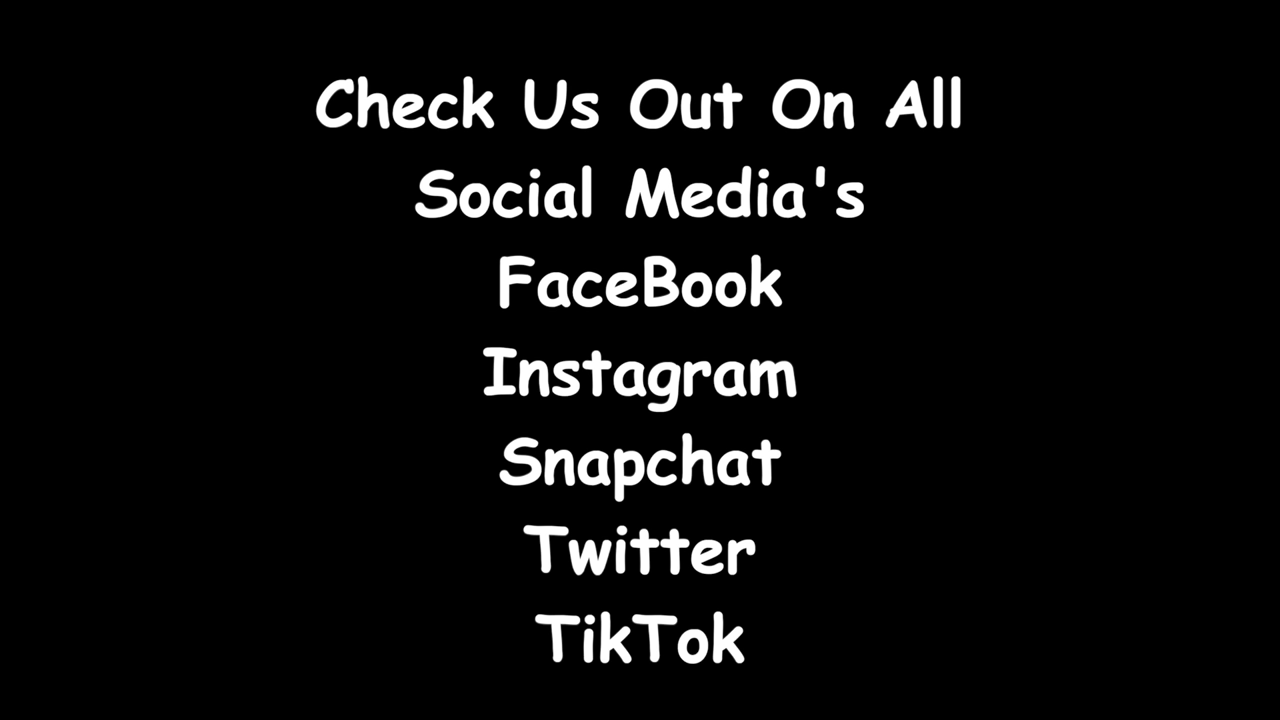 Check Us Out On All
Social Media's
FaceBook
Instagram
Snapchat
Twitter
TikTok